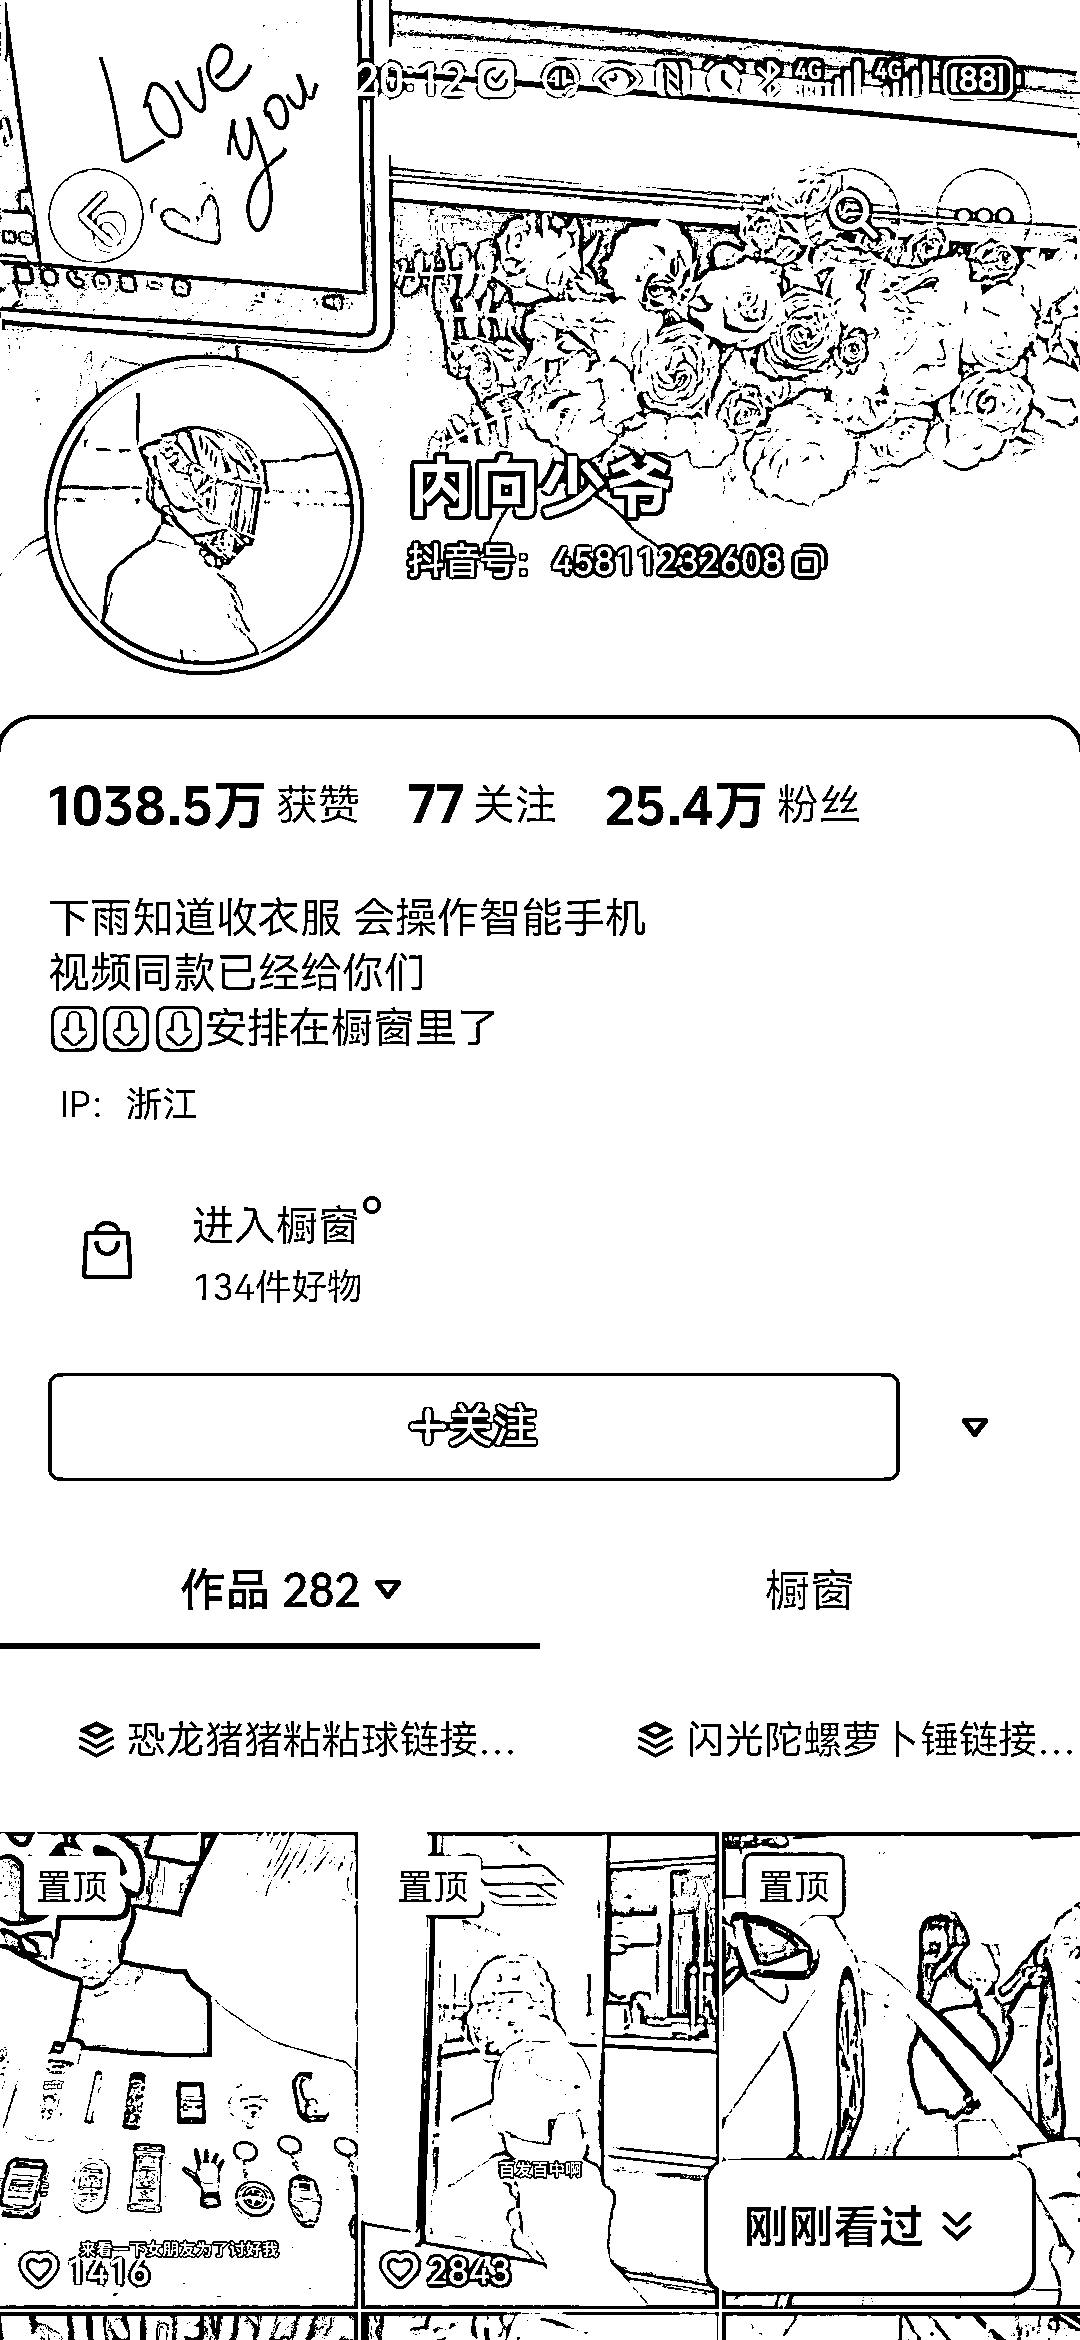 Love
you
20:12 4G 4G 88
内向少爷
抖音号：45811232608
1038.5万 获赞 77 关注 25.4万 粉丝
下雨知道收衣服 会操作智能手机
视频同款已经给你们
安排在橱窗里了
IP：浙江
进入橱窗
134件好物
+关注
作品 282 橱窗
恐龙猪猪粘粘球链接... 闪光陀螺萝卜锤链接...
置顶 置顶 置顶
百发百中啊
刚刚看过
来看一下女朋友为了讨好我
1416 2843